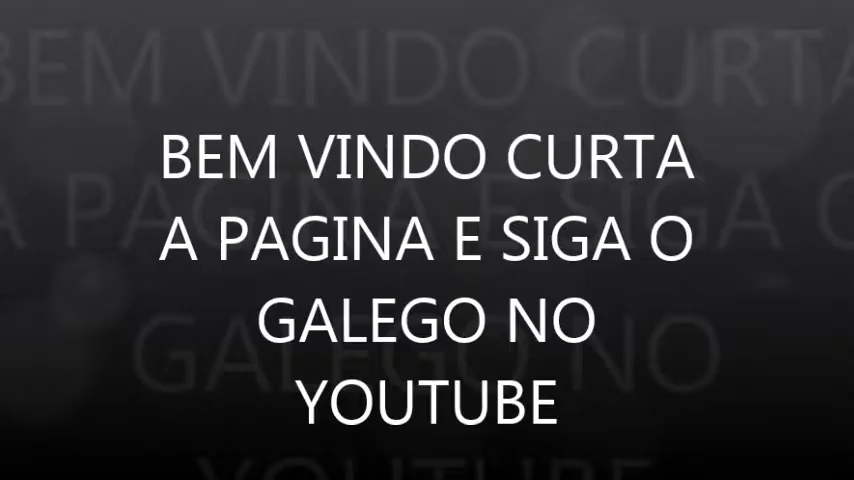 BEM VINDO CURTA
A PAGINA E SIGA O
GALEGO NO
YOUTUBE